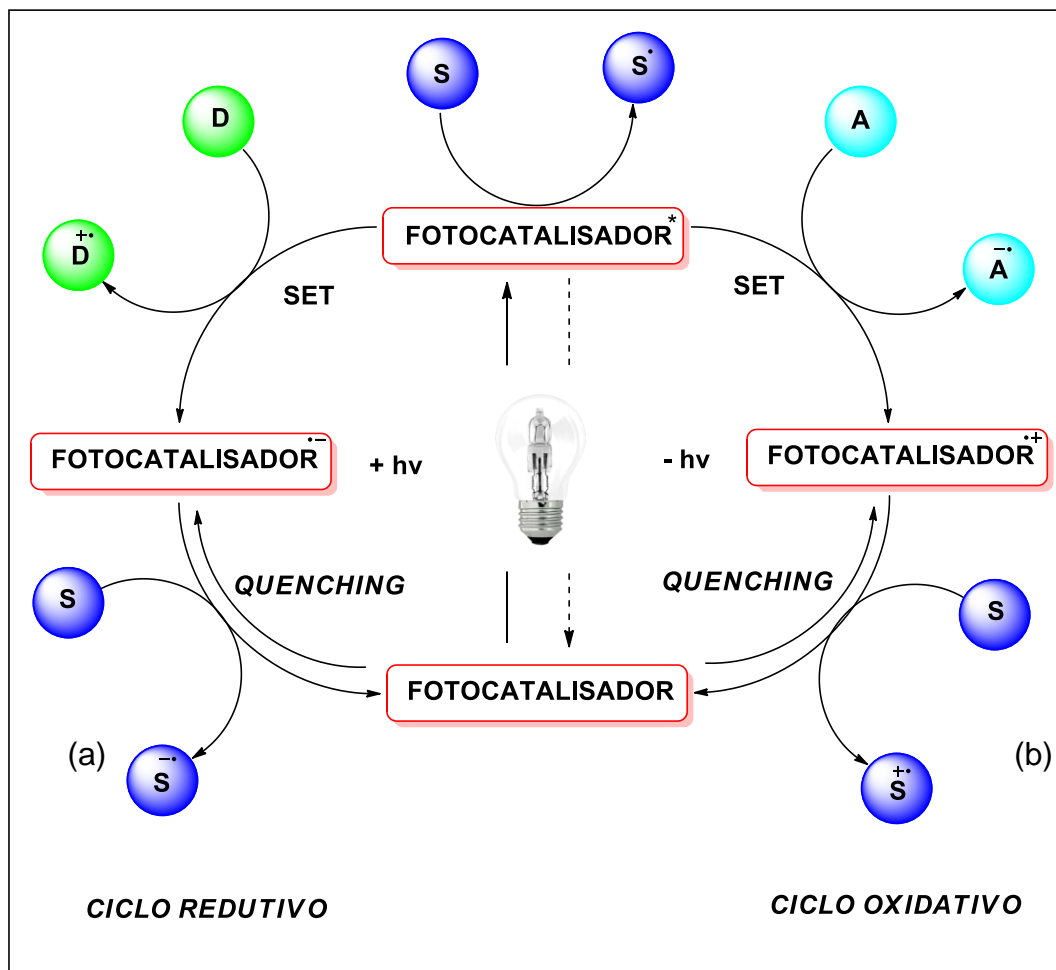 S
S•
D
A
FOTOCATALISADOR*
D+•
A–•
SET
SET
FOTOCATALISADOR•–
+ hv
- hv
FOTOCATALISADOR•+
QUENCHING
QUENCHING
S
S
FOTOCATALISADOR
(a)
(b)
S–•
S+•
CICLO REDUTIVO
CICLO OXIDATIVO